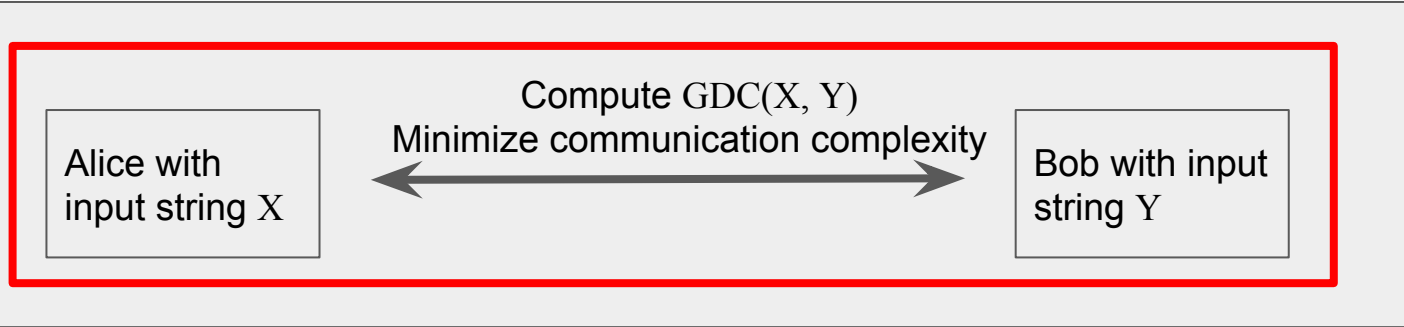 Compute GDC(X, Y)
Minimize communication complexity
Alice with
input string X
Bob with input
string Y